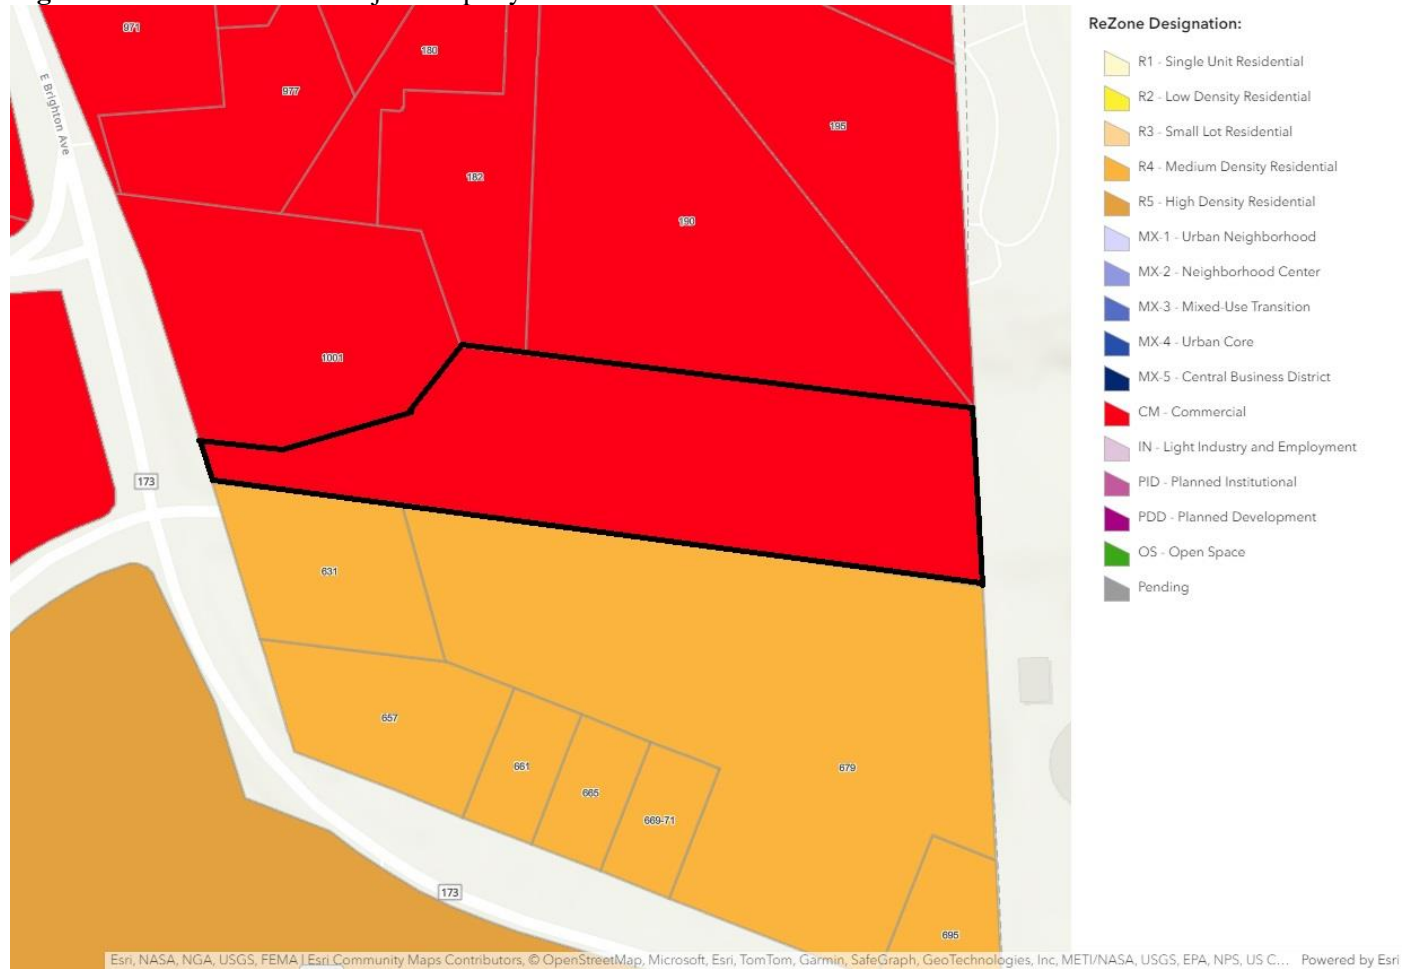 ReZone Designation:
R1 - Single Unit Residential
R2 - Low Density Residential
R3 - Small Lot Residential
R4 - Medium Density Residential
R5 - High Density Residential
MX-1 - Urban Neighborhood
MX-2 - Neighborhood Center
MX-3 - Mixed-Use Transition
MX-4 - Urban Core
MX-5 - Central Business District
CM - Commercial
IN - Light Industry and Employment
PID - Planned Institutional
PDD - Planned Development
OS - Open Space
Pending
971
180
977
E Brighton Ave
195
182
190
1001
173
631
657
661
665
669-71
679
173
695
Esri, NASA, NGA, USGS, FEMA | Esri Community Maps Contributors, © OpenStreetMap, Microsoft, Esri, TomTom, Garmin, SafeGraph, GeoTechnologies, Inc, METI/NASA, USGS, EPA, NPS, US C... Powered by Esri